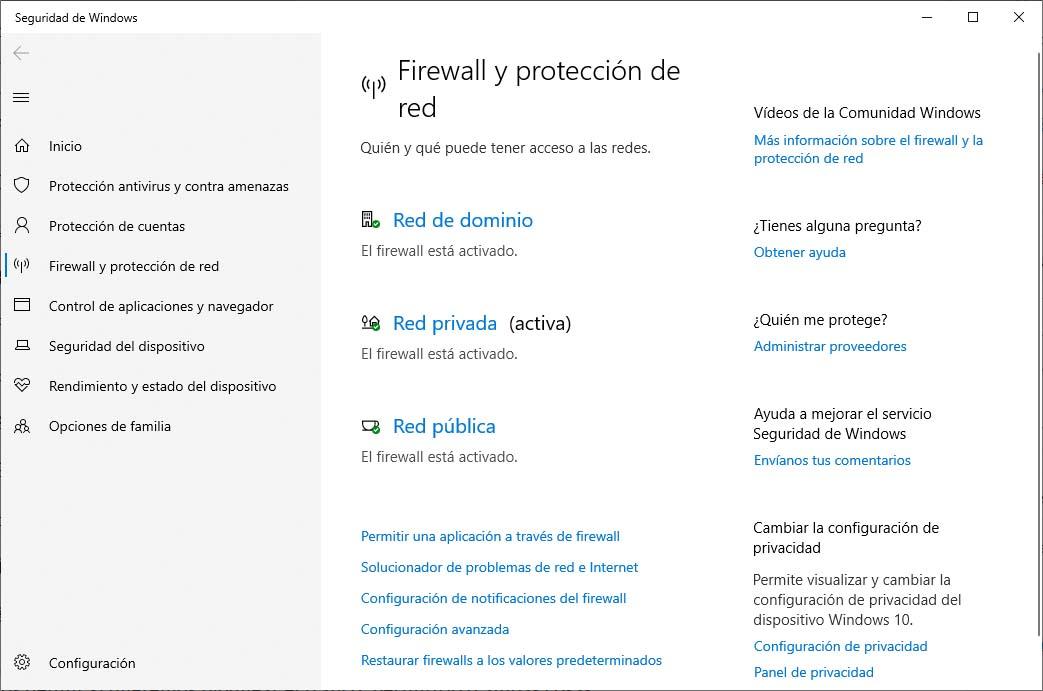 Seguridad de Windows
Inicio
Protección antivirus y contra amenazas
Protección de cuentas
Firewall y protección de red
Control de aplicaciones y navegador
Seguridad del dispositivo
Rendimiento y estado del dispositivo
Opciones de familia
Configuración
Firewall y protección de
red
Quién y qué puede tener acceso a las redes.
Red de dominio
El firewall está activado.
Red privada (activa)
El firewall está activado.
Red pública
El firewall está activado.
Permitir una aplicación a través de firewall
Solucionador de problemas de red e Internet
Configuración de notificaciones del firewall
Configuración avanzada
Restaurar firewalls a los valores predeterminados
Vídeos de la Comunidad Windows
Más información sobre el firewall y la
protección de red
¿Tienes alguna pregunta?
Obtener ayuda
¿Quién me protege?
Administrar proveedores
Ayuda a mejorar el servicio
Seguridad de Windows
Envíanos tus comentarios
Cambiar la configuración de
privacidad
Permite visualizar y cambiar la
configuración de privacidad del
dispositivo Windows 10.
Configuración de privacidad
Panel de privacidad